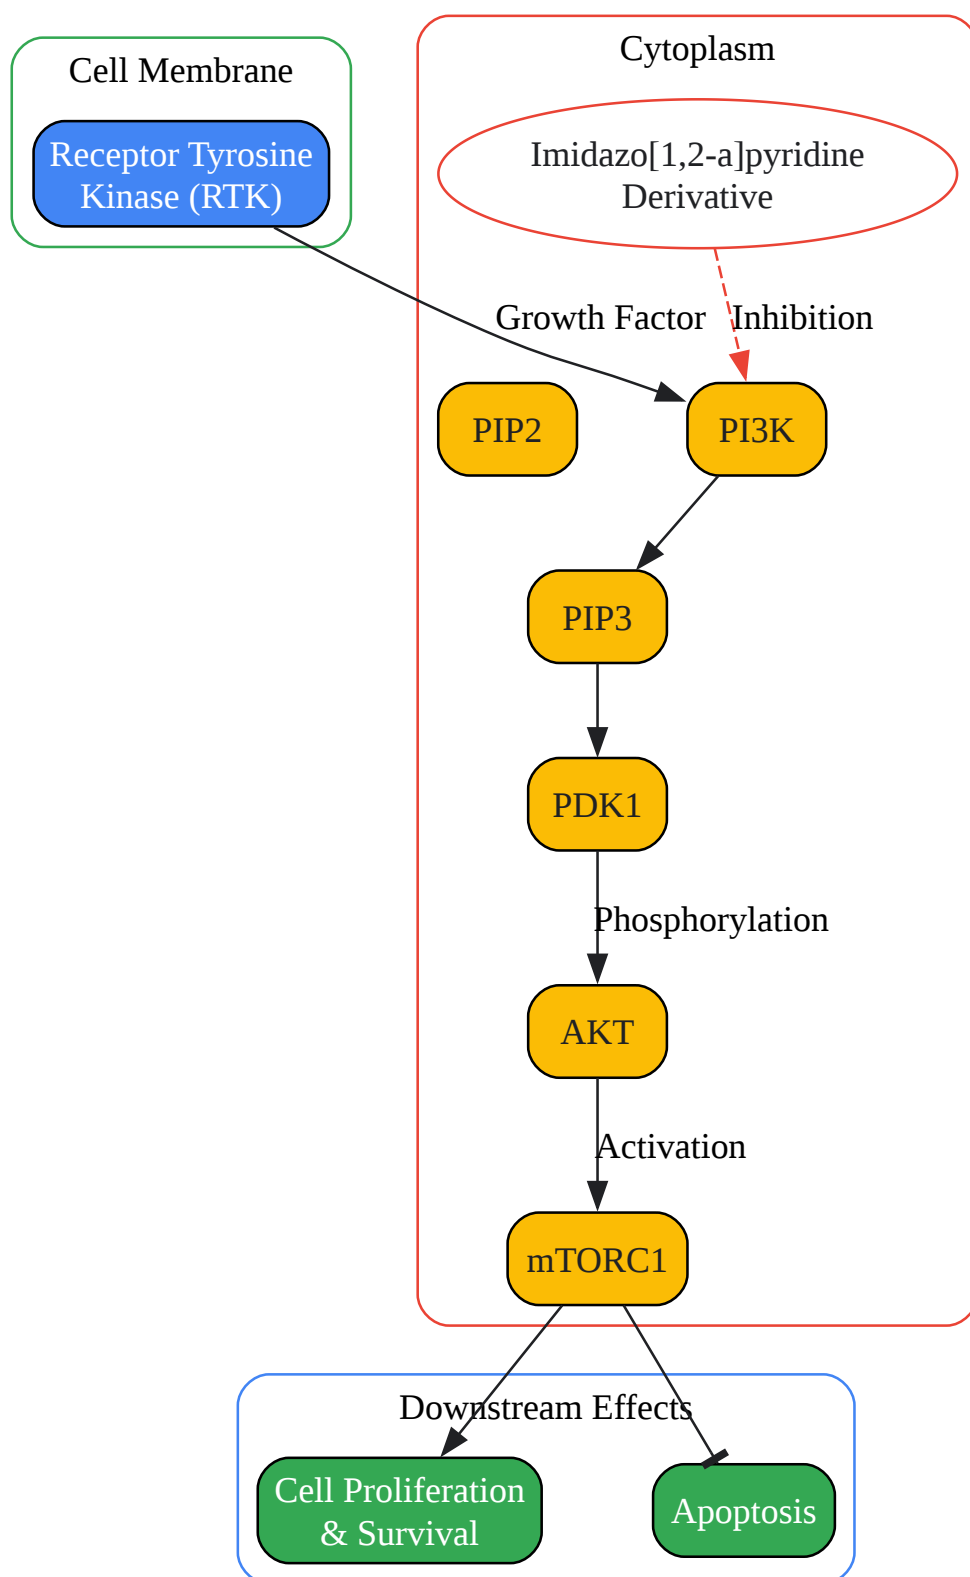 Cell Membrane
Receptor Tyrosine
Kinase (RTK)
Cytoplasm
Imidazo[1,2-a]pyridine
Derivative
Growth Factor
Inhibition
PIP2
PI3K
PIP3
PDK1
Phosphorylation
AKT
Activation
mTORC1
Downstream Effects
Cell Proliferation
& Survival
Apoptosis